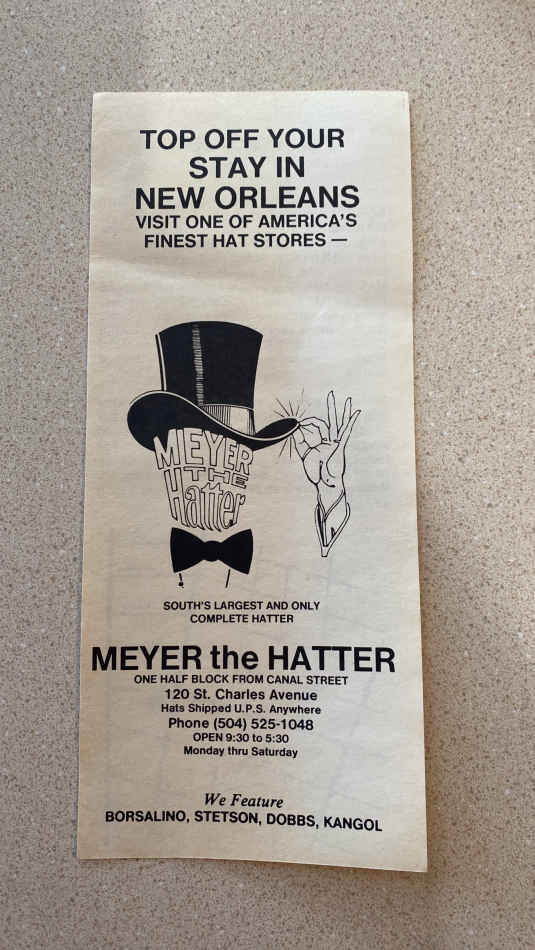 TOP OFF YOUR
STAY IN
NEW ORLEANS
VISIT ONE OF AMERICA'S
FINEST HAT STORES —
MEYER
THE
Hatter
SOUTH'S LARGEST AND ONLY
COMPLETE HATTER
MEYER the HATTER
ONE HALF BLOCK FROM CANAL STREET
120 St. Charles Avenue
Hats Shipped U.P.S. Anywhere
Phone (504) 525-1048
OPEN 9:30 to 5:30
Monday thru Saturday
We Feature
BORSALINO, STETSON, DOBBS, KANGOL